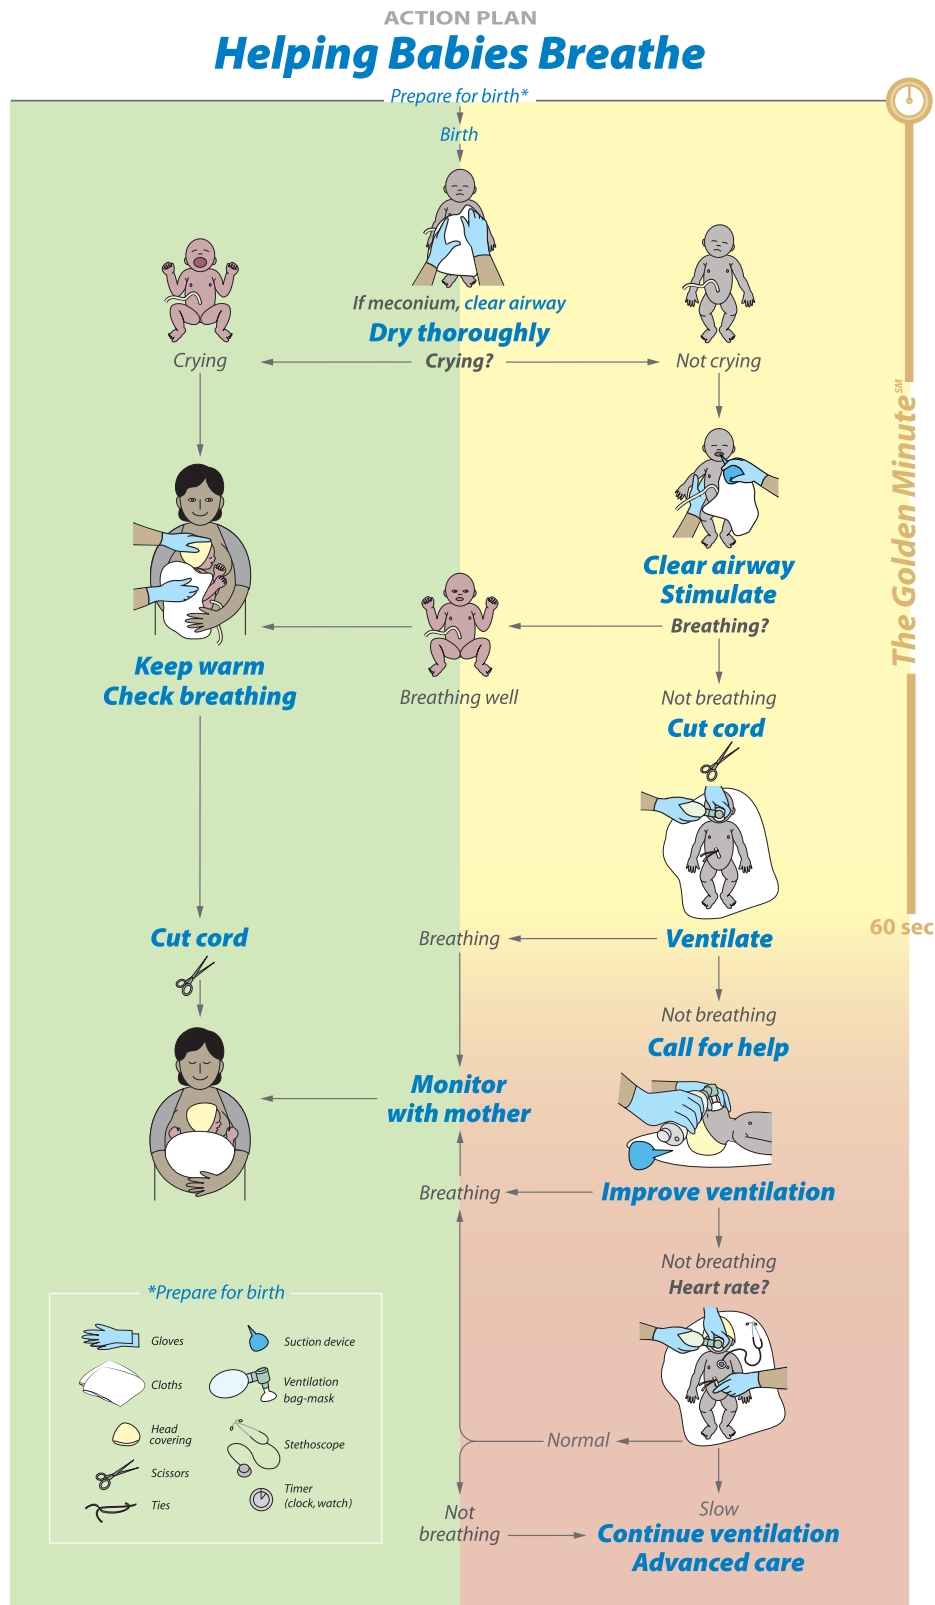 ACTION PLAN
Helping Babies Breathe
Prepare for birth*
Birth
If meconium, clear airway
Dry thoroughly
Crying?
Crying
Not crying
The Golden Minute℠
Clear airway
Stimulate
Breathing?
Breathing well
Keep warm
Check breathing
Not breathing
Cut cord
60 sec
Cut cord
Breathing
Ventilate
Not breathing
Call for help
Monitor
with mother
Breathing
Improve ventilation
Not breathing
Heart rate?
*Prepare for birth
Gloves
Suction device
Cloths
Ventilation
bag-mask
Head
covering
Stethoscope
Scissors
Ties
Timer
(clock, watch)
Normal
Slow
Not
breathing
Continue ventilation
Advanced care